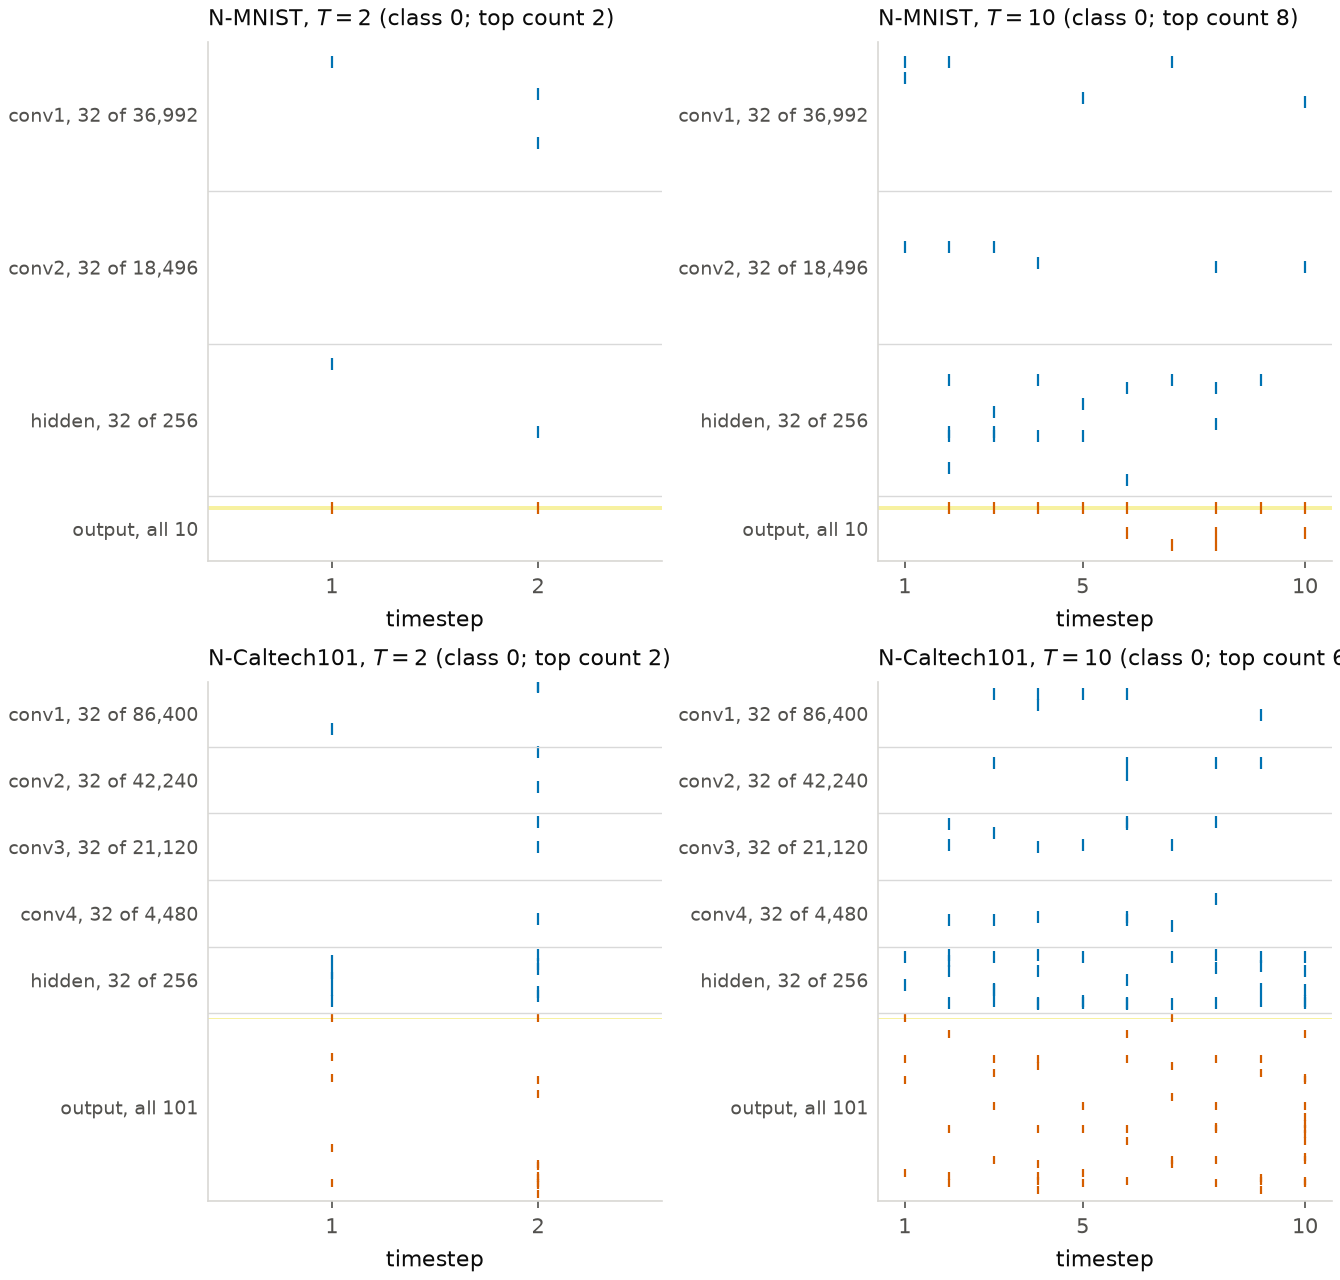 N-MNIST, T = 2 (class 0; top count 2)
conv1, 32 of 36,992
conv2, 32 of 18,496
hidden, 32 of 256
output, all 10
1 2
timestep
N-MNIST, T = 10 (class 0; top count 8)
conv1, 32 of 36,992
conv2, 32 of 18,496
hidden, 32 of 256
output, all 10
1 5 10
timestep
N-Caltech101, T = 2 (class 0; top count 2)
conv1, 32 of 86,400
conv2, 32 of 42,240
conv3, 32 of 21,120
conv4, 32 of 4,480
hidden, 32 of 256
output, all 101
1 2
timestep
N-Caltech101, T = 10 (class 0; top count 6
conv1, 32 of 86,400
conv2, 32 of 42,240
conv3, 32 of 21,120
conv4, 32 of 4,480
hidden, 32 of 256
output, all 101
1 5 10
timestep